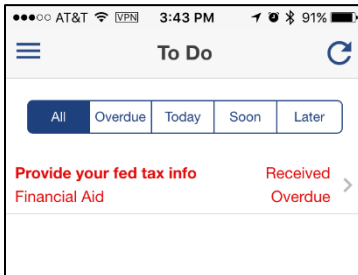 AT&T VPN 3:43 PM 91%
To Do
All Overdue Today Soon Later
Provide your fed tax info Received
Financial Aid Overdue